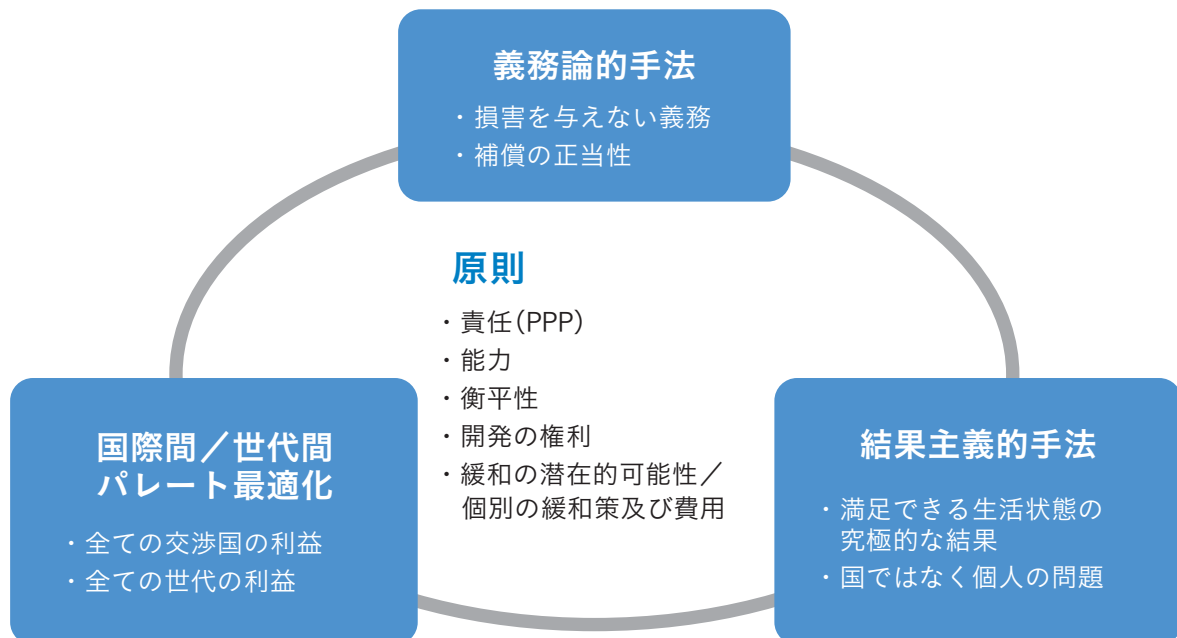 義務論的手法
・損害を与えない義務
・補償の正当性
原則
・責任(PPP)
・能力
・衡平性
・開発の権利
・緩和の潜在的可能性／
個別の緩和策及び費用
国際間／世代間
パレート最適化
・全ての交渉国の利益
・全ての世代の利益
結果主義的手法
・満足できる生活状態の
究極的な結果
・国ではなく個人の問題